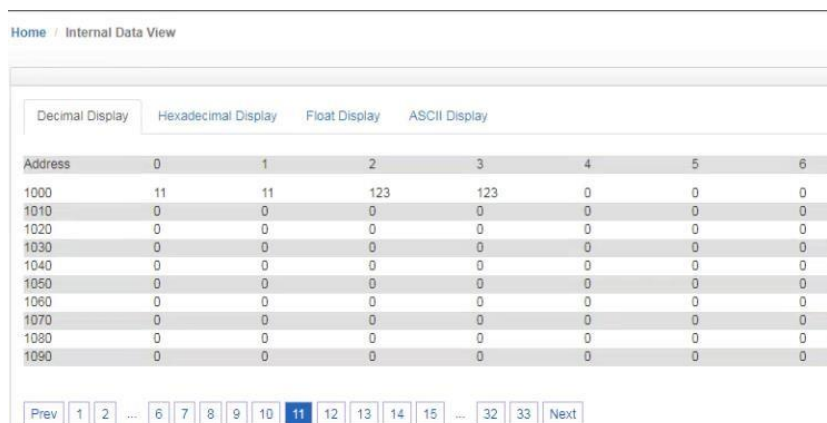 Home / Internal Data View
Decimal Display Hexadecimal Display Float Display ASCII Display
Address 0 1 2 3 4 5 6
1000 11 11 123 123 0 0 0
1010 0 0 0 0 0 0 0
1020 0 0 0 0 0 0 0
1030 0 0 0 0 0 0 0
1040 0 0 0 0 0 0 0
1050 0 0 0 0 0 0 0
1060 0 0 0 0 0 0 0
1070 0 0 0 0 0 0 0
1080 0 0 0 0 0 0 0
1090 0 0 0 0 0 0 0
Prev 1 2 ... 6 7 8 9 10 11 12 13 14 15 ... 32 33 Next